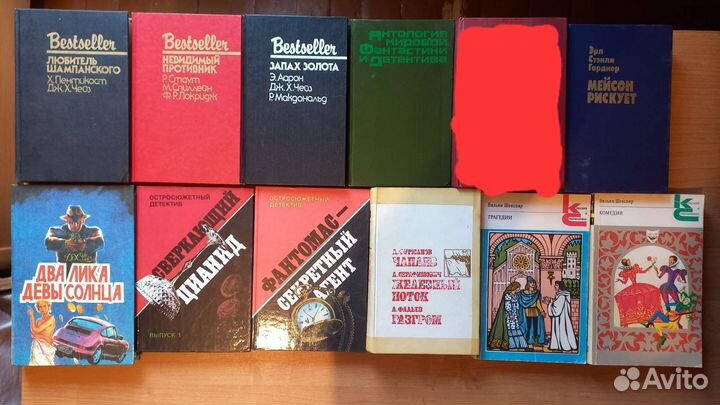 Bestseller
ЛЮБИТЕЛЬ
ШАМПАНСКОГО
Х. Пентикост
Дж. Х. Чейз
Bestseller
НЕВИДИМЫЙ
ПРОТИВНИК
Р. Стаут
М. Спиллейн
Ф. Р. Локридж
Bestseller
ЗАПАХ ЗОЛОТА
Э. Аарон
Дж. Х. Чейз
Р. Макдональд
Антология
мировой
фантастики
и детектива
Эрл
Стэнли
Гарднер
МЕЙСОН
РИСКУЕТ
ДВА ЛИКА
ДЕВЫ СОЛНЦА
ОСТРОСЮЖЕТНЫЙ
ДЕТЕКТИВ
СВЕРКАЮЩИЙ
ЦИАНИД
ВЫПУСК 1
ОСТРОСЮЖЕТНЫЙ
ДЕТЕКТИВ
ФАНТОМАС—
СЕКРЕТНЫЙ
АГЕНТ
Д. ФУРМАНОВ
ЧАПАЕВ
А. СЕРАФИМОВИЧ
ЖЕЛЕЗНЫЙ
ПОТОК
А. ФАДЕЕВ
РАЗГРОМ
Вильям Шекспир
ТРАГЕДИИ
Вильям Шекспир
КОМЕДИИ
Avito